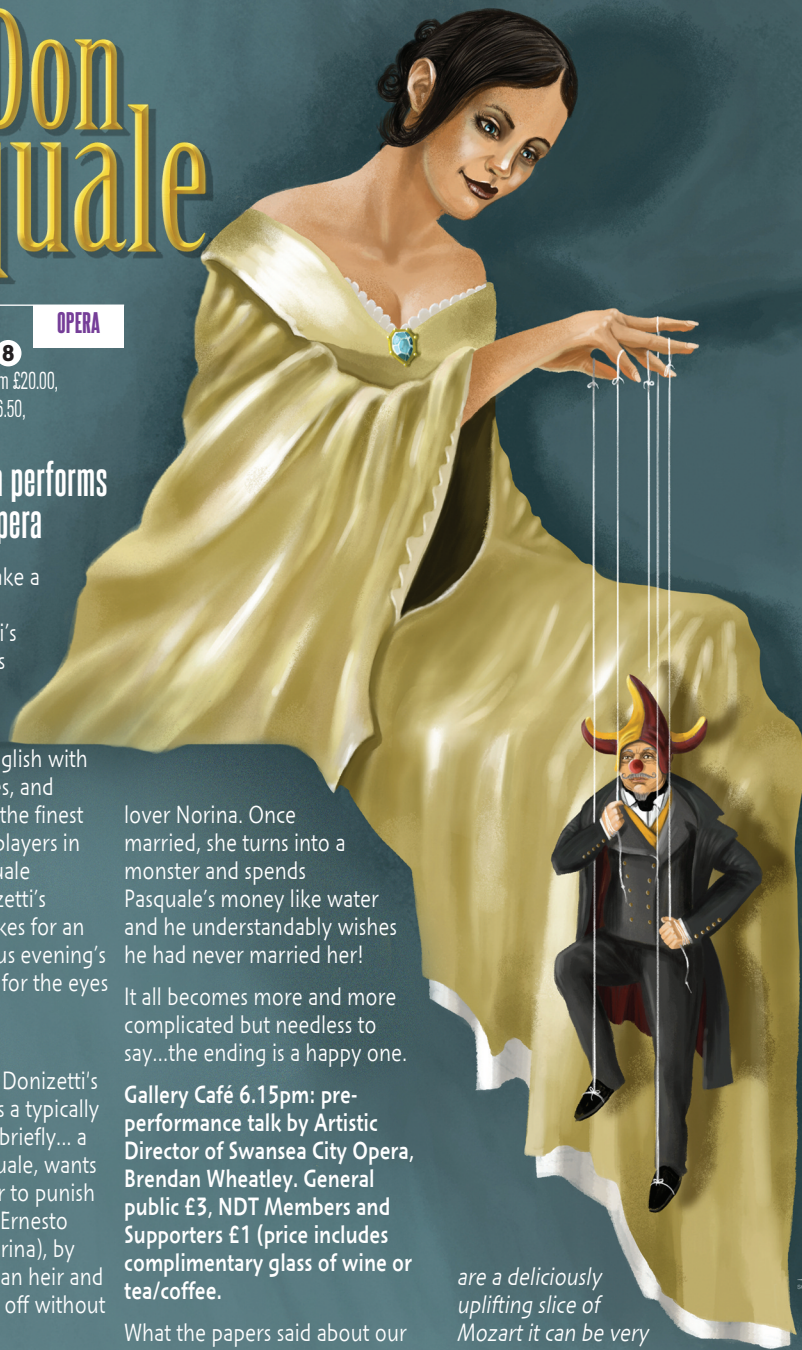 Don
quale
OPERA
8
m £20.00,
6.50,
performs
pera
ake a
i's
s
glish with
es, and
the finest
players in
uale
zetti's
kes for an
us evening's
for the eyes
Donizetti's
s a typically
briefly... a
uale, wants
r to punish
Ernesto
rina), by
an heir and
off without
lover Norina. Once
married, she turns into a
monster and spends
Pasquale's money like water
and he understandably wishes
he had never married her!
It all becomes more and more
complicated but needless to
say...the ending is a happy one.
Gallery Café 6.15pm: pre-
performance talk by Artistic
Director of Swansea City Opera,
Brendan Wheatley. General
public £3, NDT Members and
Supporters £1 (price includes
complimentary glass of wine or
tea/coffee.
What the papers said about our
are a deliciously
uplifting slice of
Mozart it can be very